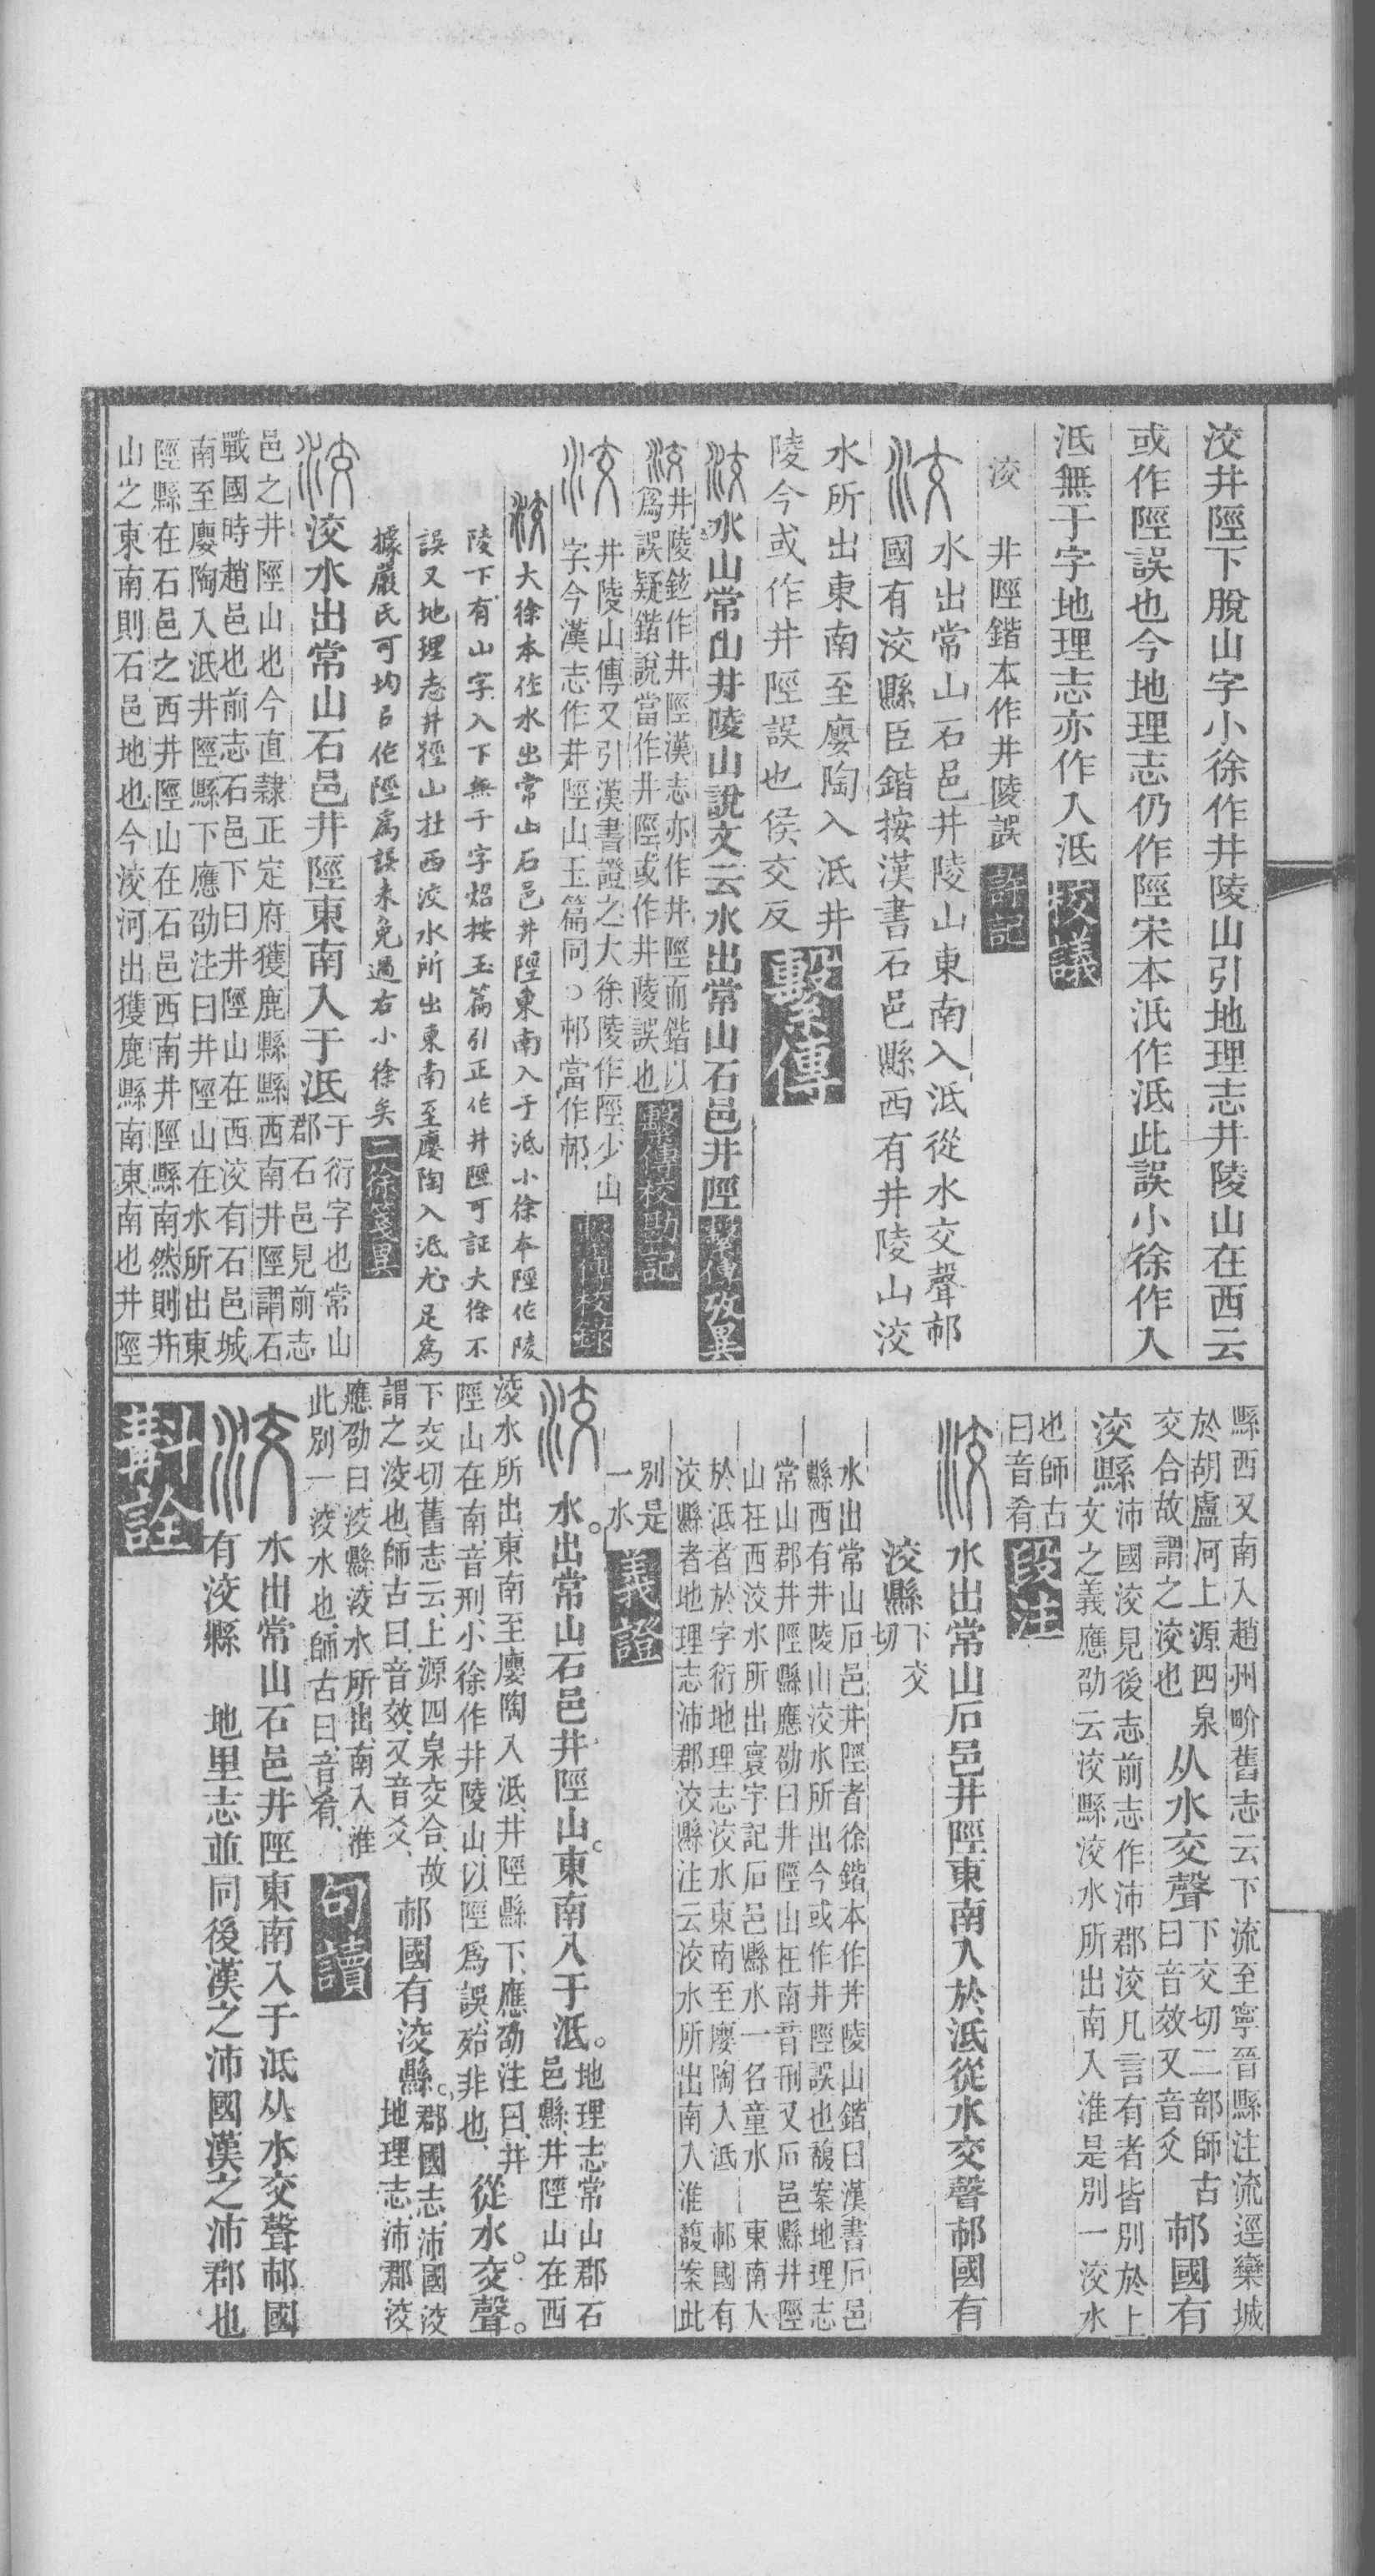 洨井陘下脫山字小徐作井陵山引地理志井陵山在西云
或作陘誤也今地理志仍作陘宋本泜作泜此誤小徐作入
泜無于字地理志亦作入泜 校議
洨 井陘鍇本作井陵誤 許記
水出常山石邑井陵山東南入泜從水交聲邟
國有洨縣臣鍇按漢書石邑縣西有井陵山洨
水所出東南至廮陶入泜井
陵今或作井陘誤也侯交反 繫傳
水山常山井陵山說文云水出常山石邑井陘 繫傳攷異
井陵鉉作井陘漢志亦作井陘而鍇以
爲誤疑鍇說當作井陘或作井陵誤也 繫傳校勘記
井陵山傳又引漢書證之大徐陵作陘少山
字今漢志作井陘山玉篇同○邟當作邟 繫傳校錄
大徐本作水出常山石邑井陘東南入于泜小徐本陘作陵
陵下有山字入下無于字炤按玉篇引正作井陘可証大徐不
誤又地理志井陘山在西洨水所出東南至廮陶入泜尤足爲
據嚴氏可均㠯作陘爲誤未免過右小徐矣 二徐箋異
洨水出常山石邑井陘東南入于泜
于衍字也常山
郡石邑見前志
邑之井陘山也今直隸正定府獲鹿縣縣西南井陘謂石
戰國時趙邑也前志石邑下曰井陘山在西洨有石邑城
南至廮陶入泜井陘縣下應劭注曰井陘山在水所出東
陘縣在石邑之西井陘山在石邑西南井陘縣南然則井
山之東南則石邑地也今洨河出獲鹿縣南東南也井陘
縣西又南入趙州畍舊志云下流至寧晉縣注流逕欒城
於胡盧河上源四泉
交合故謂之洨也
从水交聲
下交切二部師古
曰音效又音爻
邟國有
洨縣
沛國洨見後志前志作沛郡洨凡言有者皆別於上
文之義應劭云洨縣洨水所出南入淮是別一洨水
也師古
曰音肴 段注
水出常山石邑井陘東南入於泜從水交聲邟國有
洨縣 下交切
水出常山石邑井陘者徐鍇本作井陵山鍇曰漢書石邑
縣西有井陵山洨水所出今或作井陘誤也馥案地理志
常山郡井陘縣應劭曰井陘山在南音刑又石邑縣井陘
山在西洨水所出寰宇記石邑縣水一名童水 東南入
於泜者於字衍地理志洨水東南至廮陶入泜 邟國有
洨縣者地理志沛郡洨縣注云洨水所出南入淮馥案此
別是
一水 義證
水。出常山石邑井陘山。東南入于泜。
地理志常山郡石
邑縣、井陘山在西
洨水所出、東南至廮陶入泜、井陘縣下、應劭注曰、井
陘山在南、音刑、小徐作井陵山、以陘爲誤、殆非也、
從水。交聲。
下交切舊志云、上源四泉交合、故
謂之洨也、師古曰、音效、又音爻、
邟國有洨縣。
郡國志、沛國洨
地理志沛郡洨
應劭曰、洨縣、洨水所出、南入淮
此別一洨水也、師古曰、音肴、 句讀
水出常山石邑井陘東南入于泜从水交聲邟國
有洨縣 地里志並同後漢之沛國漢之沛郡也
斠詮